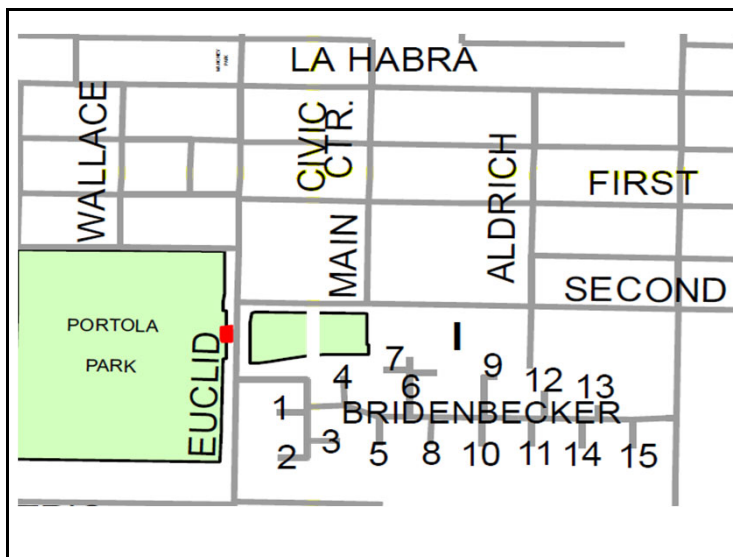 LA HABRA
WALLACE
CIVIC
CTR.
ALDRICH
FIRST
MAIN
SECOND
PORTOLA
PARK
EUCLID
I
7
9
4
6
12
13
1
BRIDENBECKER
3
2
5
8
10
11
14
15